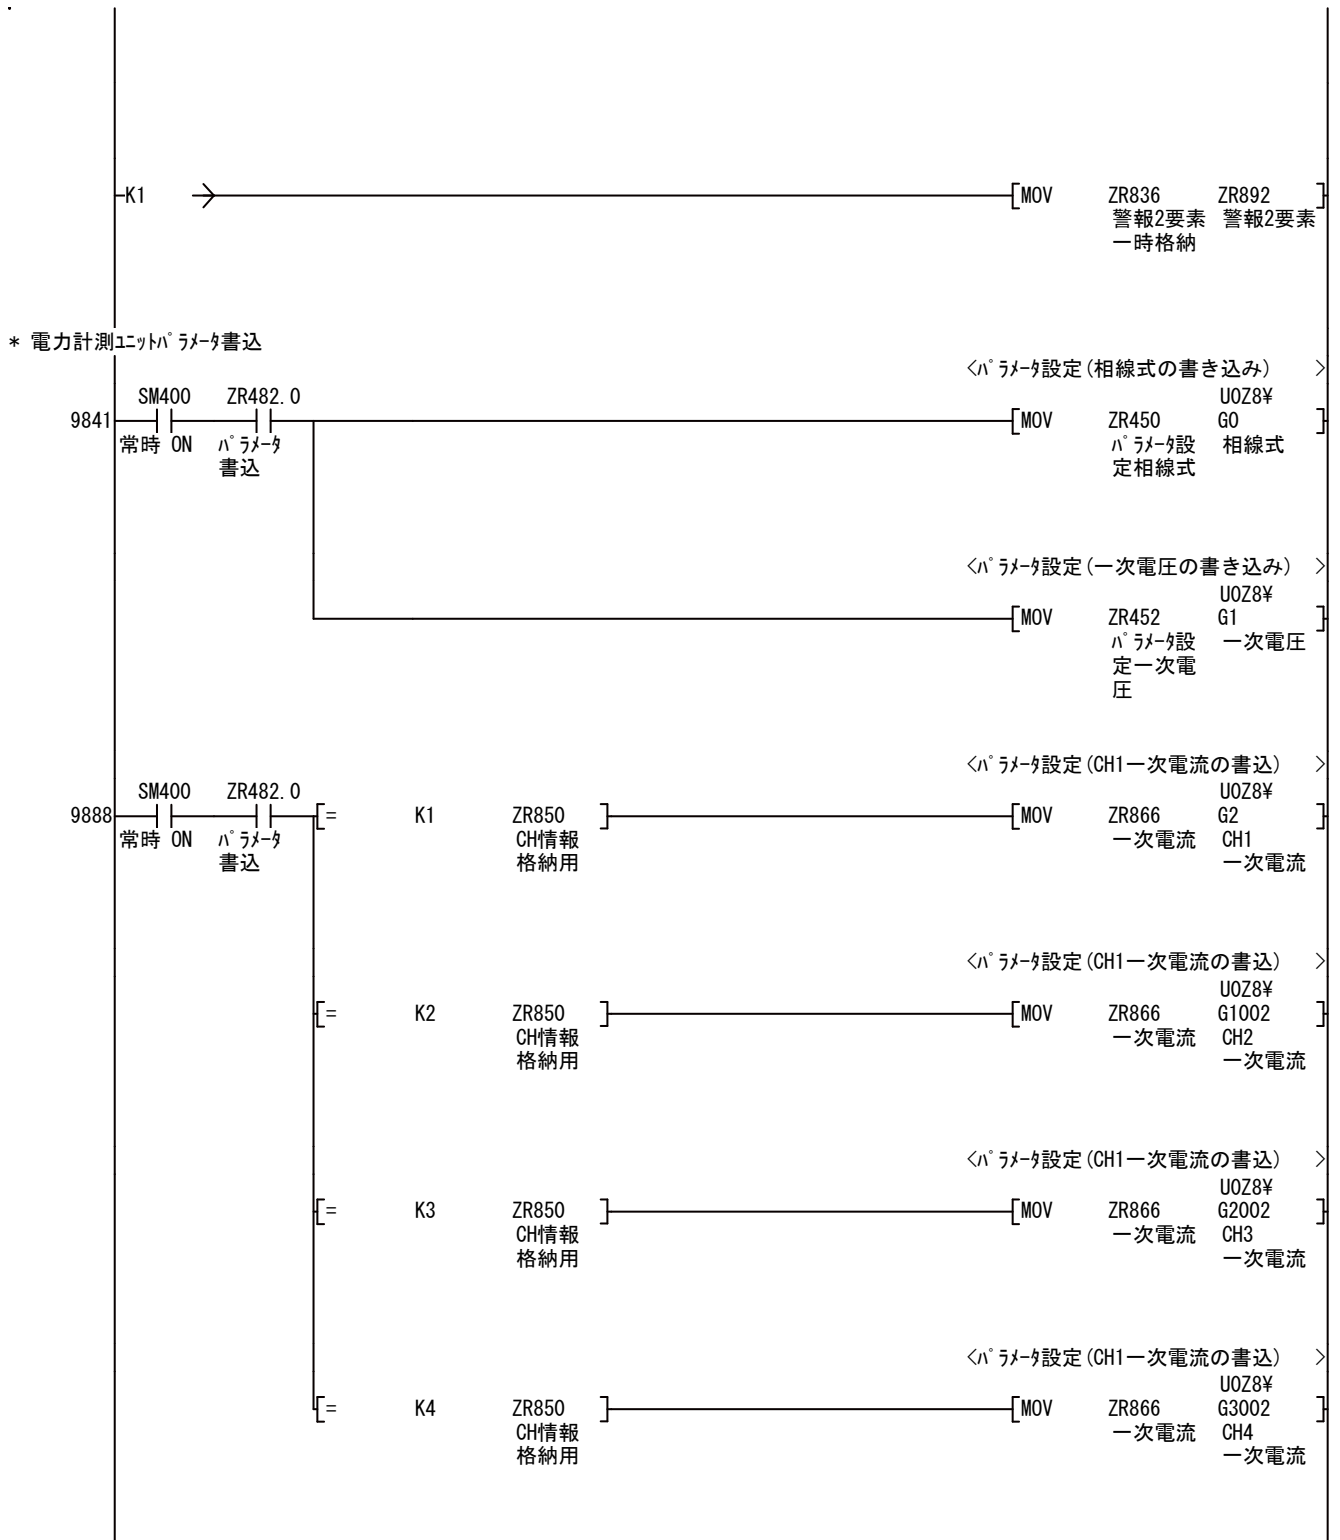 K1 MOV ZR836 ZR892
警報2要素 警報2要素
一時格納
* 電力計測ﾕﾆｯﾄﾊﾟﾗﾒｰﾀ書込
<ﾊﾟﾗﾒｰﾀ設定(相線式の書き込み) >
SM400 ZR482.0 U0Z8¥
9841 MOV ZR450 G0
常時 ON ﾊﾟﾗﾒｰﾀ ﾊﾟﾗﾒｰﾀ設 相線式
書込 定相線式
<ﾊﾟﾗﾒｰﾀ設定(一次電圧の書き込み) >
U0Z8¥
MOV ZR452 G1
ﾊﾟﾗﾒｰﾀ設 一次電圧
定一次電
圧
<ﾊﾟﾗﾒｰﾀ設定(CH1一次電流の書込) >
SM400 ZR482.0 U0Z8¥
9888 = K1 ZR850 MOV ZR866 G2
常時 ON ﾊﾟﾗﾒｰﾀ CH情報 一次電流 CH1
書込 格納用 一次電流
<ﾊﾟﾗﾒｰﾀ設定(CH1一次電流の書込) >
U0Z8¥
= K2 ZR850 MOV ZR866 G1002
CH情報 一次電流 CH2
格納用 一次電流
<ﾊﾟﾗﾒｰﾀ設定(CH1一次電流の書込) >
U0Z8¥
= K3 ZR850 MOV ZR866 G2002
CH情報 一次電流 CH3
格納用 一次電流
<ﾊﾟﾗﾒｰﾀ設定(CH1一次電流の書込) >
U0Z8¥
= K4 ZR850 MOV ZR866 G3002
CH情報 一次電流 CH4
格納用 一次電流